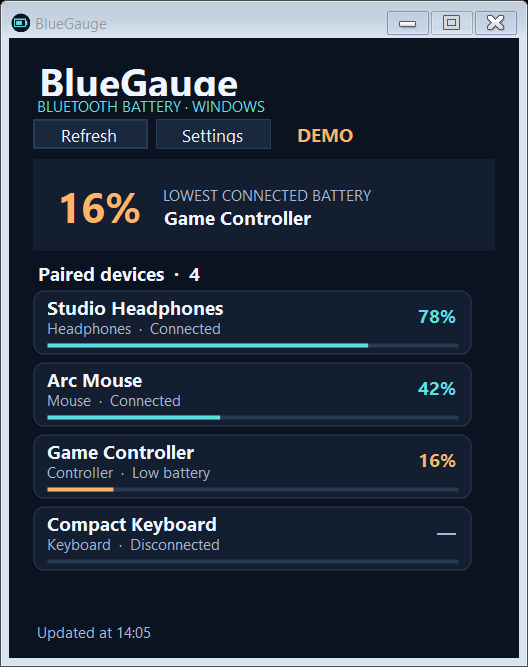 BlueGauge
BlueGauge
BLUETOOTH BATTERY · WINDOWS
Refresh Settings DEMO
16%
LOWEST CONNECTED BATTERY
Game Controller
Paired devices · 4
Studio Headphones
78%
Headphones · Connected
Arc Mouse
42%
Mouse · Connected
Game Controller
16%
Controller · Low battery
Compact Keyboard
—
Keyboard · Disconnected
Updated at 14:05